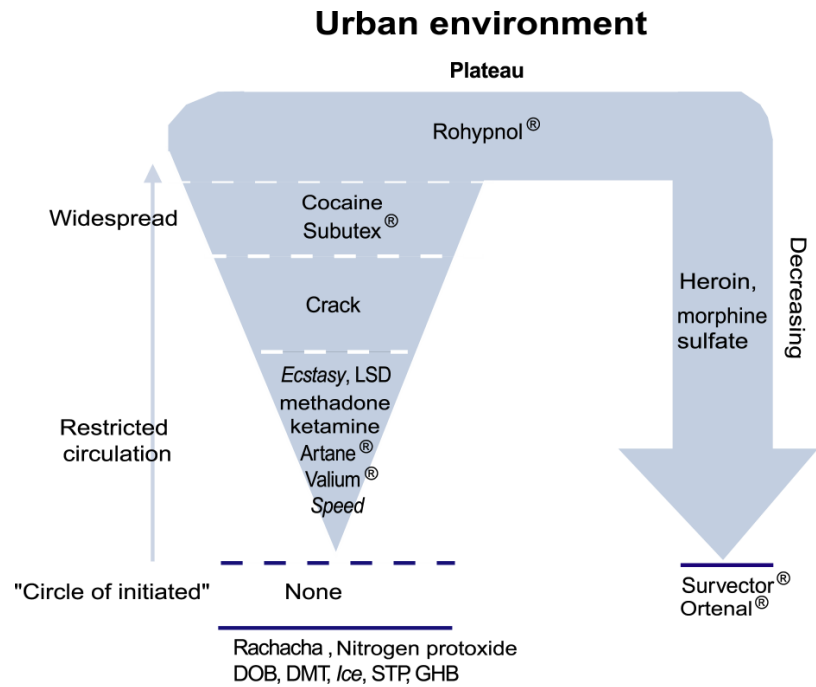 Urban environment
Plateau
Rohypnol ®
Widespread
Cocaine
Subutex ®
Crack
Ecstasy, LSD
methadone
ketamine
Artane ®
Valium ®
Speed
Restricted
circulation
"Circle of initiated"
None
Rachacha , Nitrogen protoxide
DOB, DMT, Ice, STP, GHB
Heroin,
morphine
sulfate
Decreasing
Survector ®
Ortenal ®